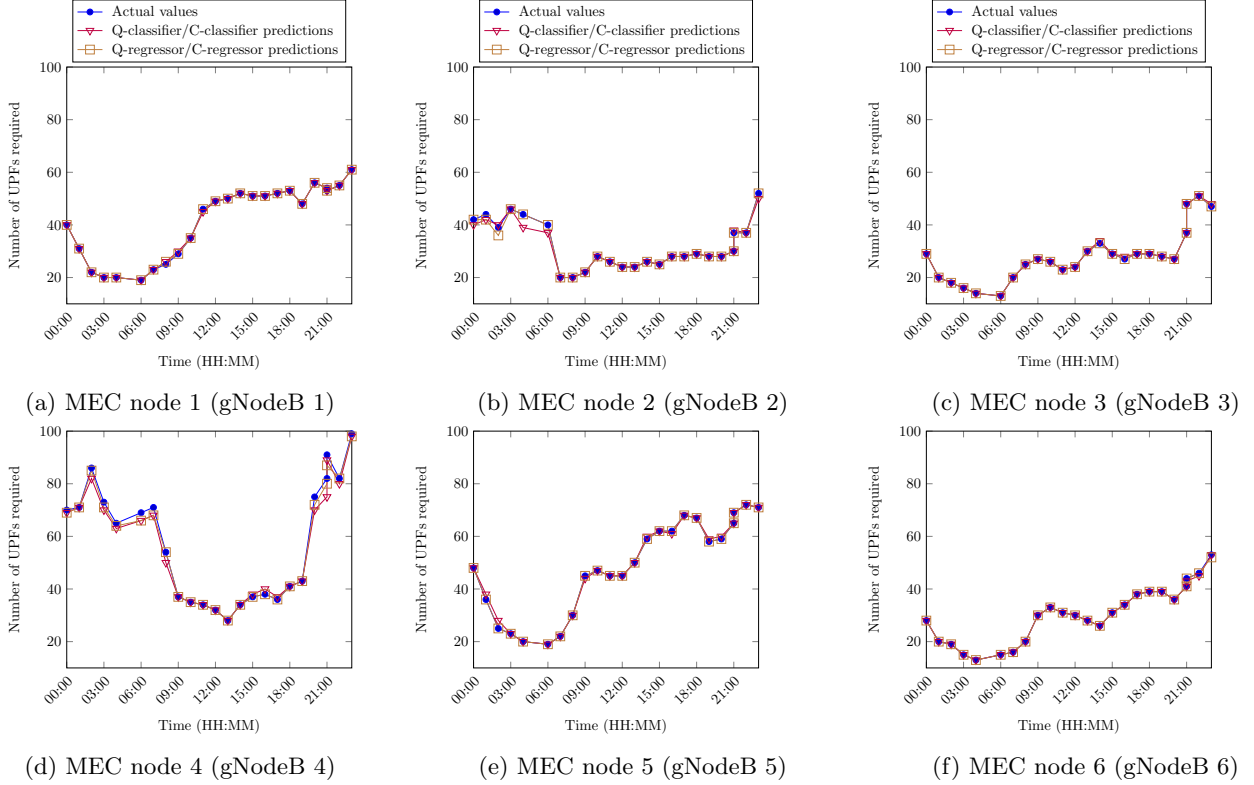 Actual values
Q-classifier/C-classifier predictions
Q-regressor/C-regressor predictions
Actual values
Q-classifier/C-classifier predictions
Q-regressor/C-regressor predictions
Actual values
Q-classifier/C-classifier predictions
Q-regressor/C-regressor predictions
Number of UPFs required
100
80
60
40
20
00:00 03:00 06:00 09:00 12:00 15:00 18:00 21:00
Time (HH:MM)
(a) MEC node 1 (gNodeB 1)
Number of UPFs required
100
80
60
40
20
00:00 03:00 06:00 09:00 12:00 15:00 18:00 21:00
Time (HH:MM)
(b) MEC node 2 (gNodeB 2)
Number of UPFs required
100
80
60
40
20
00:00 03:00 06:00 09:00 12:00 15:00 18:00 21:00
Time (HH:MM)
(c) MEC node 3 (gNodeB 3)
Number of UPFs required
100
80
60
40
20
00:00 03:00 06:00 09:00 12:00 15:00 18:00 21:00
Time (HH:MM)
(d) MEC node 4 (gNodeB 4)
Number of UPFs required
100
80
60
40
20
00:00 03:00 06:00 09:00 12:00 15:00 18:00 21:00
Time (HH:MM)
(e) MEC node 5 (gNodeB 5)
Number of UPFs required
100
80
60
40
20
00:00 03:00 06:00 09:00 12:00 15:00 18:00 21:00
Time (HH:MM)
(f) MEC node 6 (gNodeB 6)